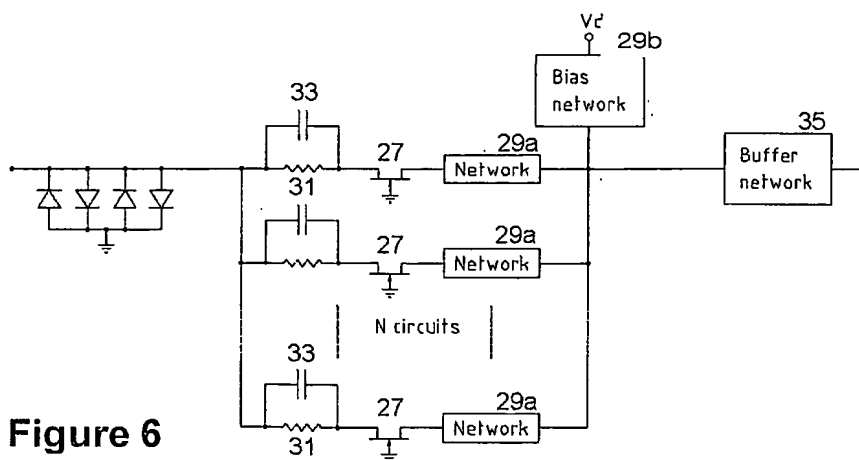 Vd
29b
Bias
network
33
27
29a
35
Network
Buffer
network
31
27
29a
Network
N circuits
33
27
29a
Network
31
Figure 6